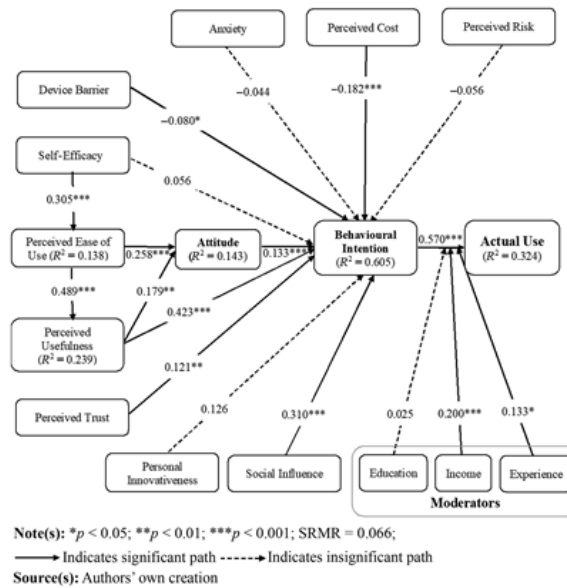 Anxiety
Perceived Cost
Perceived Risk
Device Barrier
−0.044
−0.182***
−0.056
−0.080*
Self-Efficacy
0.056
0.305***
Perceived Ease of
Use (R² = 0.138)
0.258***
Attitude
(R² = 0.143)
0.133***
Behavioural
Intention
(R² = 0.605)
0.570***
Actual Use
(R² = 0.324)
0.489***
0.179**
0.423***
Perceived
Usefulness
(R² = 0.239)
0.121**
Perceived Trust
0.126
0.310***
0.025
0.200***
0.133*
Personal
Innovativeness
Social Influence
Education
Income
Experience
Moderators
Note(s): *p < 0.05; **p < 0.01; ***p < 0.001; SRMR = 0.066;
Indicates significant path Indicates insignificant path
Source(s): Authors' own creation